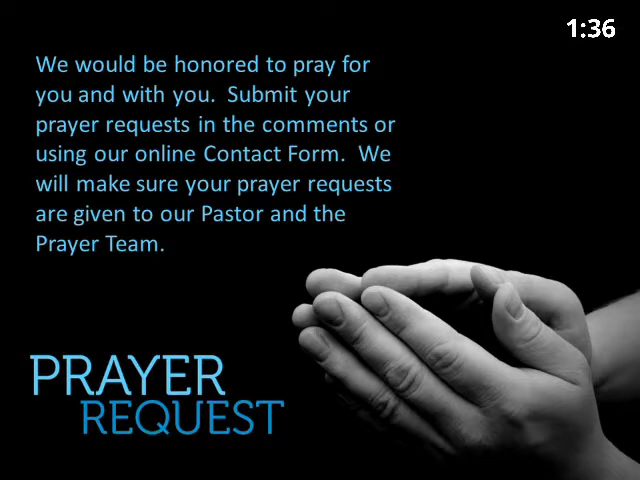 1:36
We would be honored to pray for
you and with you.  Submit your
prayer requests in the comments or
using our online Contact Form.  We
will make sure your prayer requests
are given to our Pastor and the
Prayer Team.
PRAYER
REQUEST